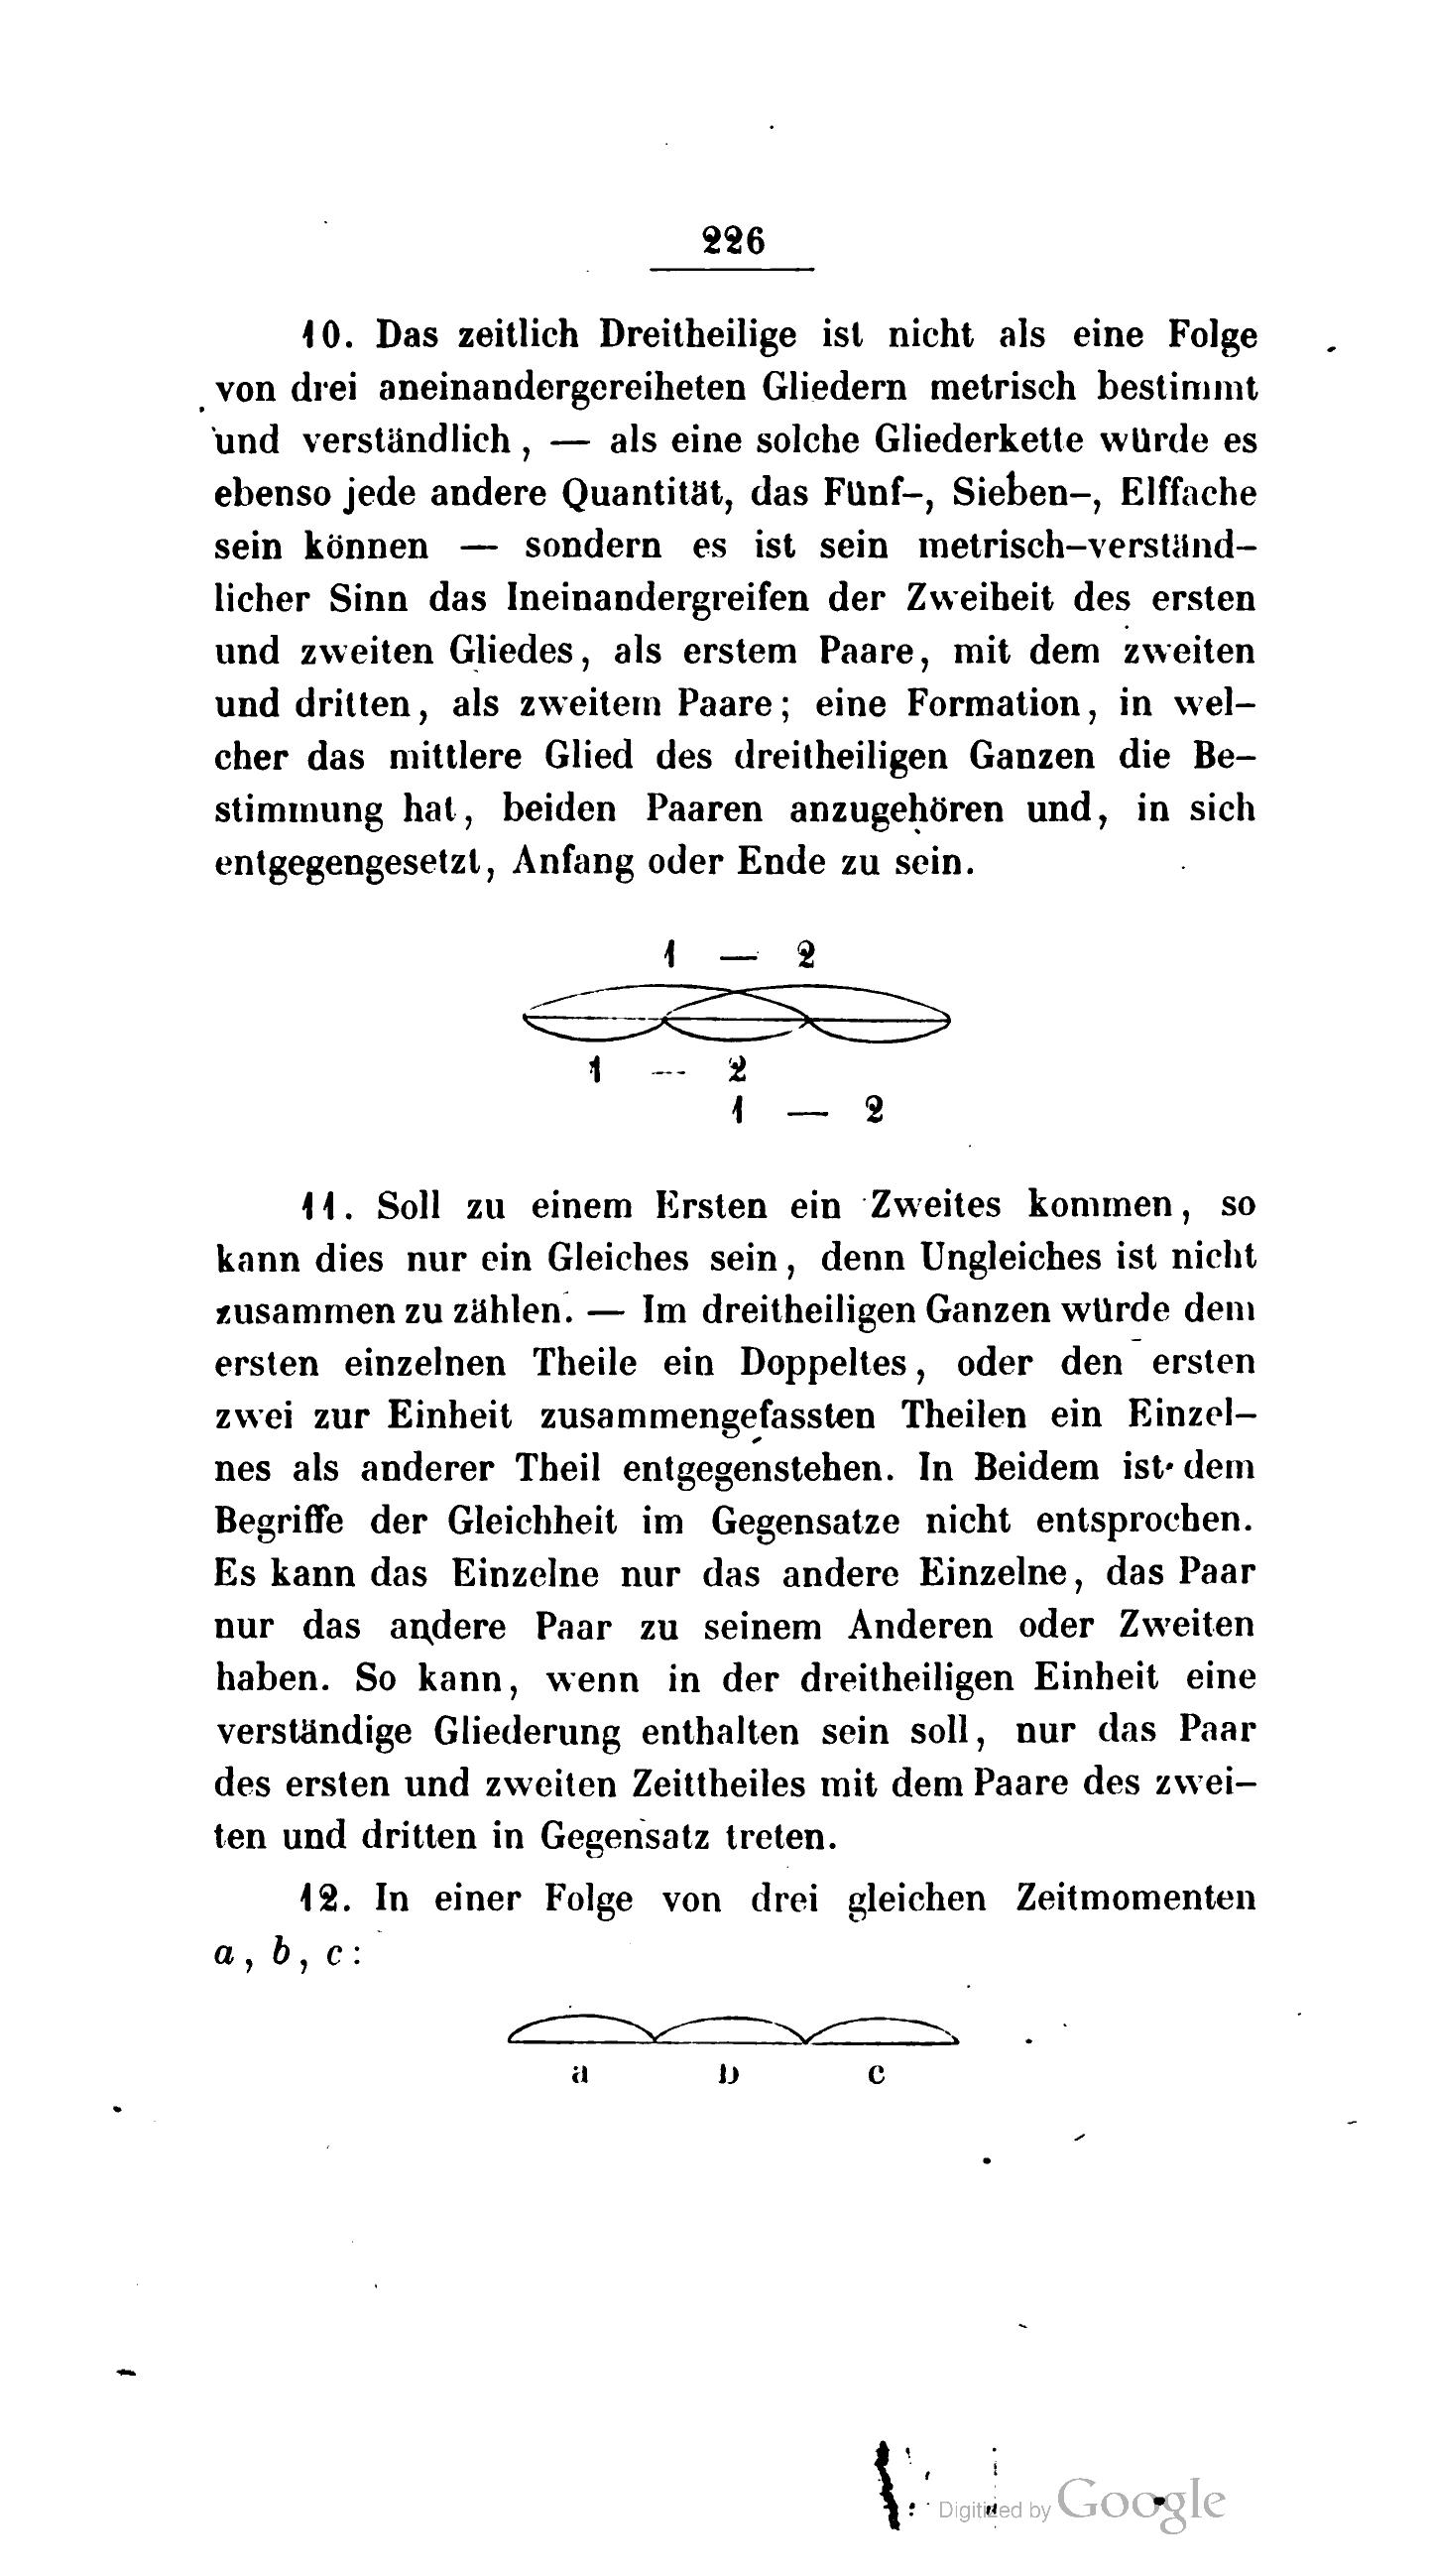 226
10. Das zeitlich Dreitheilige ist nicht als eine Folge
von drei aneinandergereiheten Gliedern metrisch bestimmt
und verständlich, — als eine solche Gliederkette würde es
ebenso jede andere Quantität, das Fünf-, Sieben-, Elffache
sein können — sondern es ist sein metrisch-verständ-
licher Sinn das Ineinandergreifen der Zweiheit des ersten
und zweiten Gliedes, als erstem Paare, mit dem zweiten
und dritten, als zweitem Paare; eine Formation, in wel-
cher das mittlere Glied des dreitheiligen Ganzen die Be-
stimmung hat, beiden Paaren anzugehören und, in sich
entgegengesetzt, Anfang oder Ende zu sein.
1 — 2
1 — 2
1 — 2
11. Soll zu einem Ersten ein Zweites kommen, so
kann dies nur ein Gleiches sein, denn Ungleiches ist nicht
zusammen zu zählen. — Im dreitheiligen Ganzen würde dem
ersten einzelnen Theile ein Doppeltes, oder den ersten
zwei zur Einheit zusammengefassten Theilen ein Einzel-
nes als anderer Theil entgegenstehen. In Beidem ist dem
Begriffe der Gleichheit im Gegensatze nicht entsprochen.
Es kann das Einzelne nur das andere Einzelne, das Paar
nur das andere Paar zu seinem Anderen oder Zweiten
haben. So kann, wenn in der dreitheiligen Einheit eine
verständige Gliederung enthalten sein soll, nur das Paar
des ersten und zweiten Zeittheiles mit dem Paare des zwei-
ten und dritten in Gegensatz treten.
12. In einer Folge von drei gleichen Zeitmomenten
a, b, c:
a b c
Digitized by Google